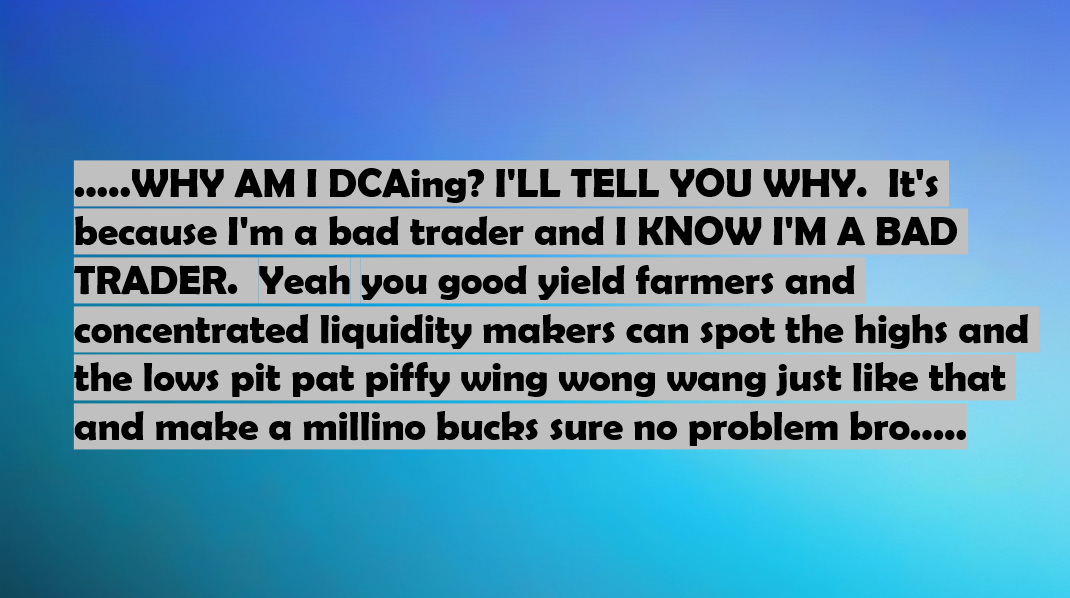 .....WHY AM I DCAing? I'LL TELL YOU WHY.  It's
because I'm a bad trader and I KNOW I'M A BAD
TRADER.  Yeah you good yield farmers and
concentrated liquidity makers can spot the highs and
the lows pit pat piffy wing wong wang just like that
and make a millino bucks sure no problem bro.....